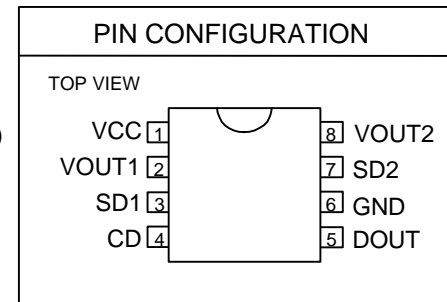 PIN CONFIGURATION
TOP VIEW
VCC 1 8 VOUT2
VOUT1 2 7 SD2
SD1 3 6 GND
CD 4 5 DOUT
)